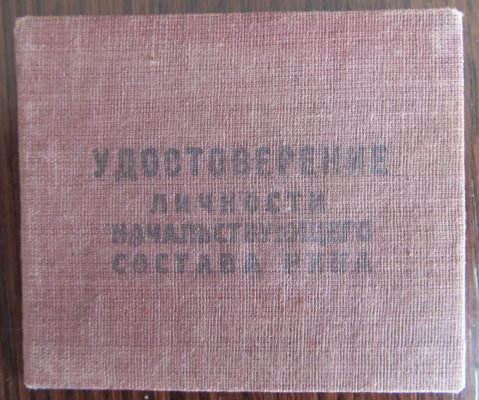 УДОСТОВЕРЕНИЕ
ЛИЧНОСТИ
НАЧАЛЬСТВУЮЩЕГО
СОСТАВА РККА